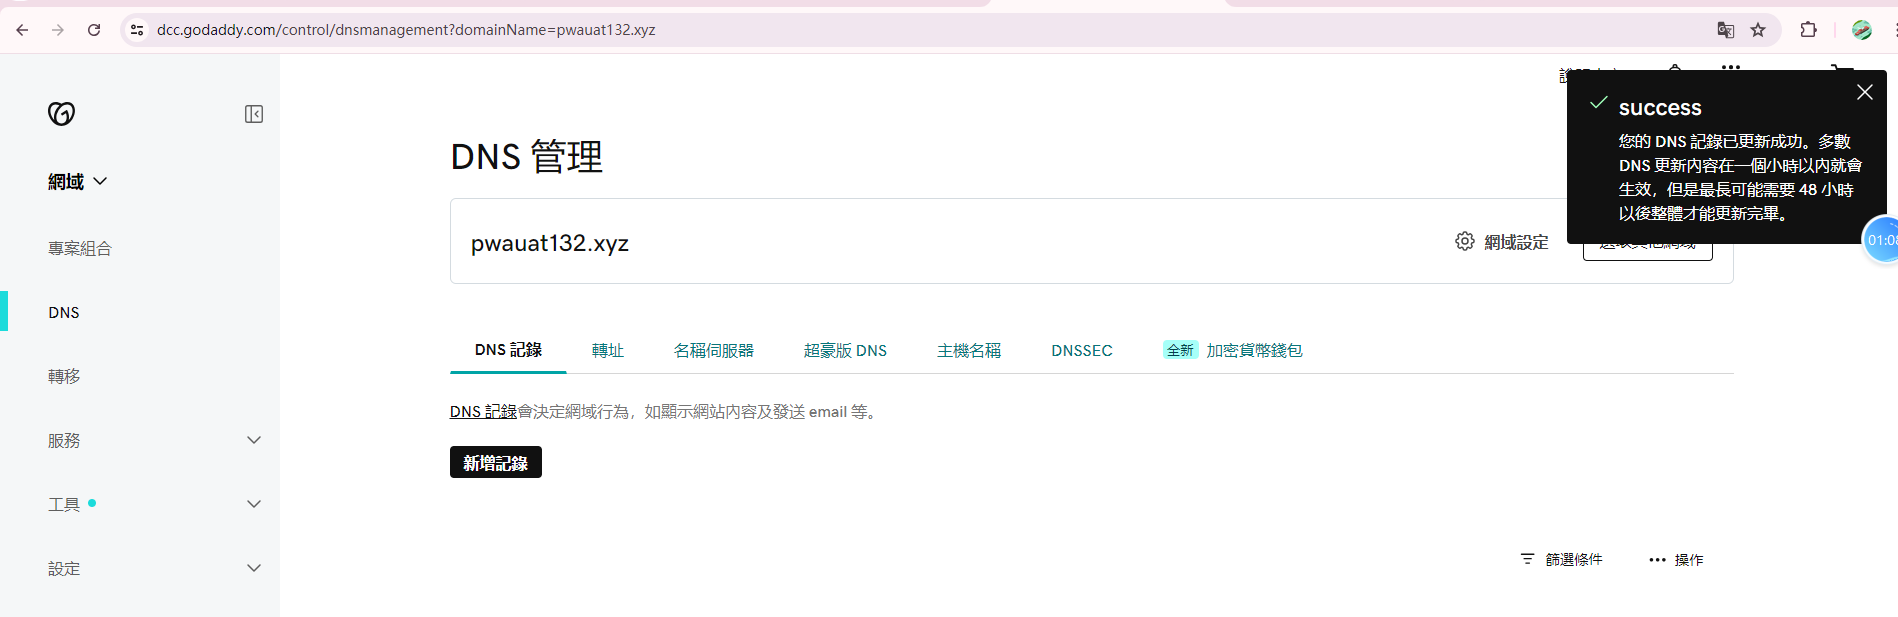 dcc.godaddy.com/control/dnsmanagement?domainName=pwauat132.xyz
success
您的 DNS 記錄已更新成功。多數
DNS 更新內容在一個小時以內就會
生效，但是最長可能需要 48 小時
以後整體才能更新完畢。
01:08
網域
專案組合
DNS
轉移
服務
工具
設定
DNS 管理
pwauat132.xyz
網域設定
DNS 記錄
轉址
名稱伺服器
超豪版 DNS
主機名稱
DNSSEC
全新 加密貨幣錢包
DNS 記錄會決定網域行為，如顯示網站內容及發送 email 等。
新增記錄
篩選條件
操作